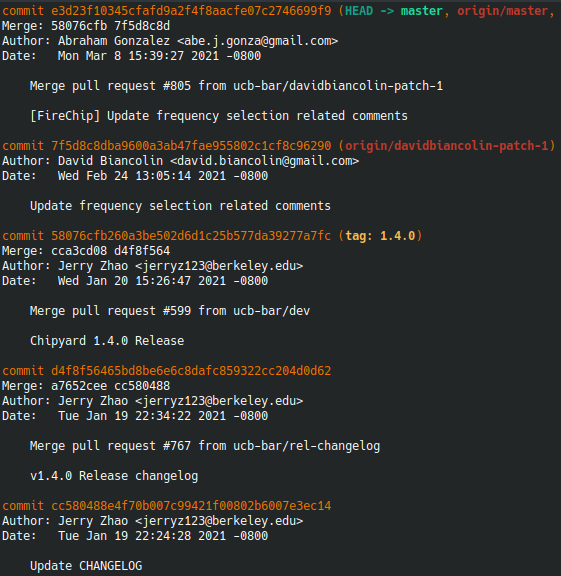 commit e3d23f10345cfafd9a2f4f8aacfe07c2746699f9 (HEAD -> master, origin/master,
Merge: 58076cfb 7f5d8c8d
Author: Abraham Gonzalez <abe.j.gonza@gmail.com>
Date:   Mon Mar 8 15:39:27 2021 -0800
    Merge pull request #805 from ucb-bar/davidbiancolin-patch-1
    [FireChip] Update frequency selection related comments
commit 7f5d8c8dba9600a3ab47fae955802c1cf8c96290 (origin/davidbiancolin-patch-1)
Author: David Biancolin <david.biancolin@gmail.com>
Date:   Wed Feb 24 13:05:14 2021 -0800
    Update frequency selection related comments
commit 58076cfb260a3be502d6d1c25b577da39277a7fc (tag: 1.4.0)
Merge: cca3cd08 d4f8f564
Author: Jerry Zhao <jerryz123@berkeley.edu>
Date:   Wed Jan 20 15:26:47 2021 -0800
    Merge pull request #599 from ucb-bar/dev
    Chipyard 1.4.0 Release
commit d4f8f56465bd8be6e6c8dafc859322cc204d0d62
Merge: a7652cee cc580488
Author: Jerry Zhao <jerryz123@berkeley.edu>
Date:   Tue Jan 19 22:34:22 2021 -0800
    Merge pull request #767 from ucb-bar/rel-changelog
    v1.4.0 Release changelog
commit cc580488e4f70b007c99421f00802b6007e3ec14
Author: Jerry Zhao <jerryz123@berkeley.edu>
Date:   Tue Jan 19 22:24:28 2021 -0800
    Update CHANGELOG